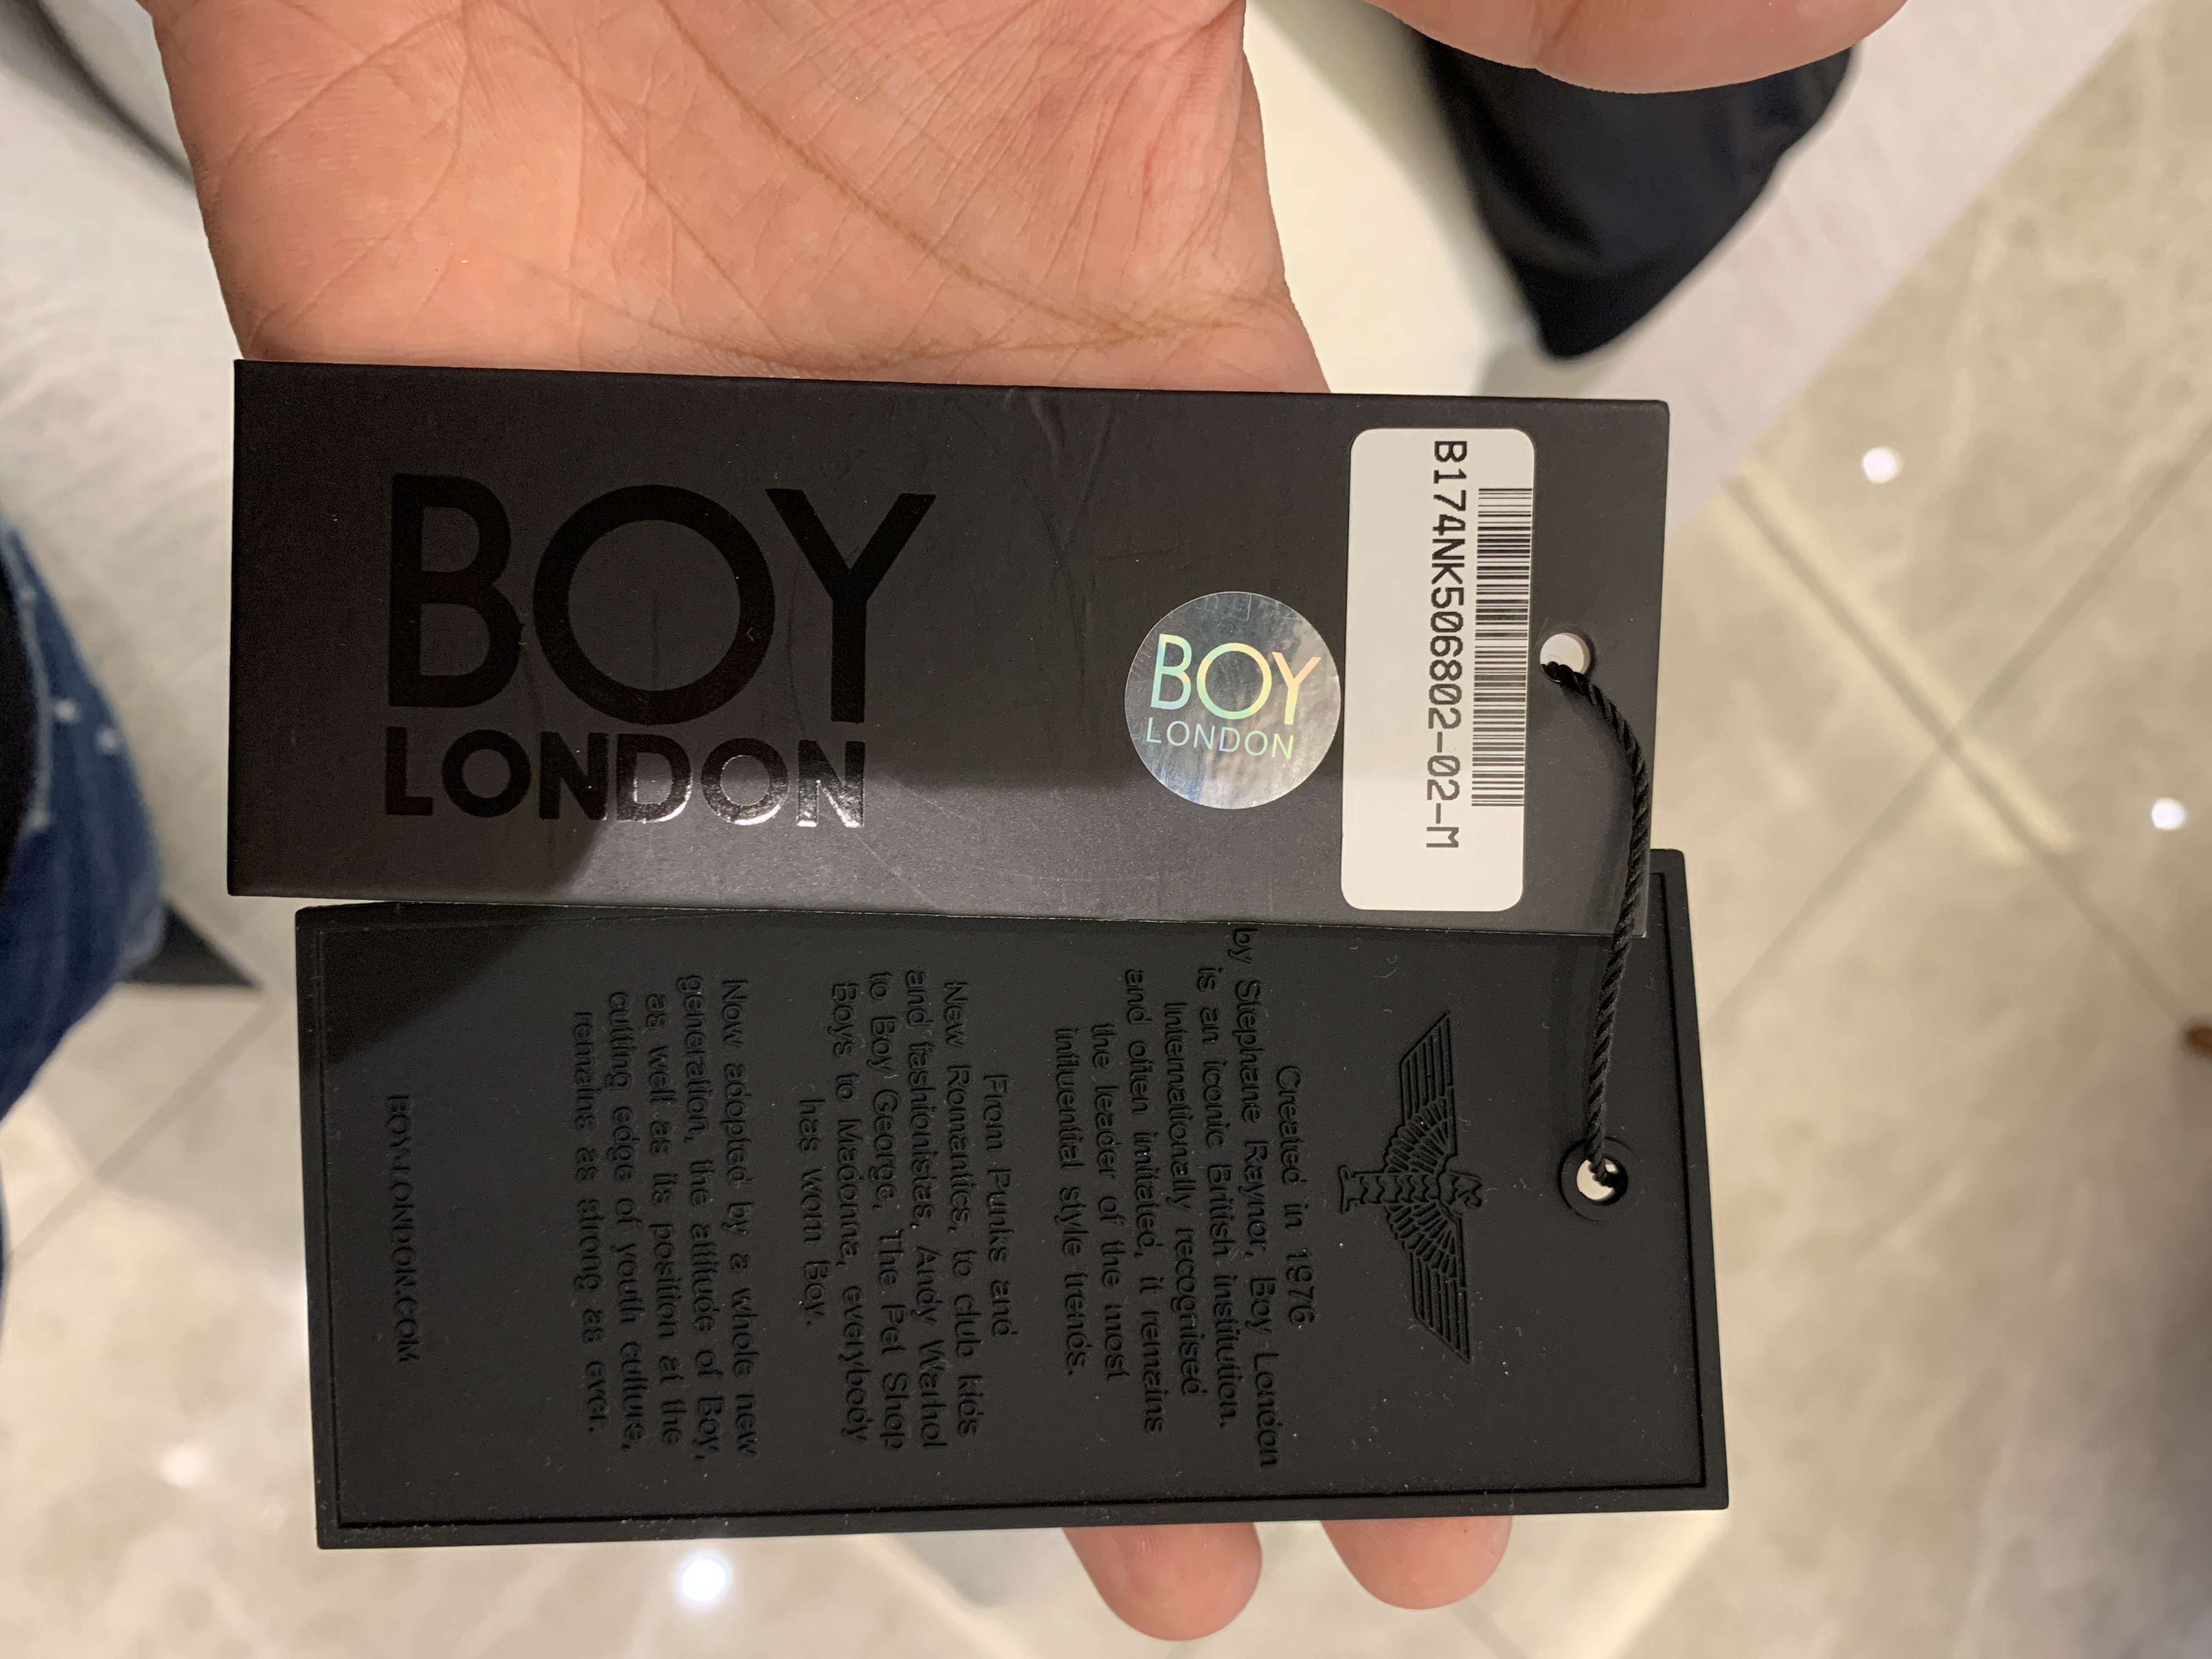 B174NK506802-02-M
BOY
LONDON
BOY
LONDON
Created in 1976
by Stephane Raynor, Boy London
is an iconic British institution.
Internationally recognised
and often imitated, it remains
the leader of the most
influential style trends.
From Punks and
New Romantics, to club kids
and fashionistas, Andy Warhol
to Boy George, The Pet Shop
Boys to Madonna, everybody
has worn Boy.
Now adopted by a whole new
generation, the attitude of Boy,
as well as its position at the
cutting edge of youth culture,
remains as strong as ever.
BOY-LONDON.COM